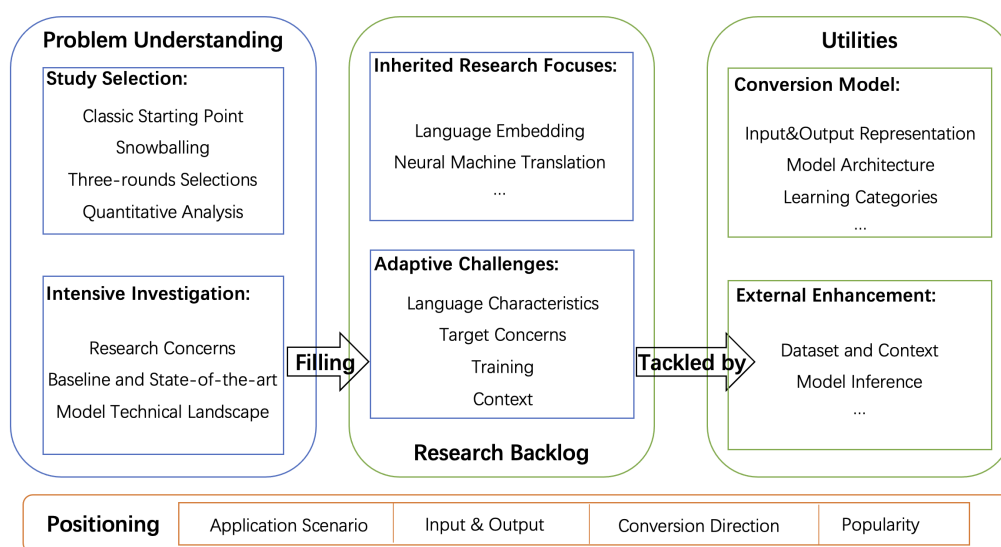 Problem Understanding
Study Selection:
Classic Starting Point
Snowballing
Three-rounds Selections
Quantitative Analysis
Intensive Investigation:
Research Concerns
Baseline and State-of-the-art
Model Technical Landscape
Filling
Inherited Research Focuses:
Language Embedding
Neural Machine Translation
...
Adaptive Challenges:
Language Characteristics
Target Concerns
Training
Context
Research Backlog
Tackled by
Utilities
Conversion Model:
Input&Output Representation
Model Architecture
Learning Categories
...
External Enhancement:
Dataset and Context
Model Inference
...
Positioning
Application Scenario
Input & Output
Conversion Direction
Popularity